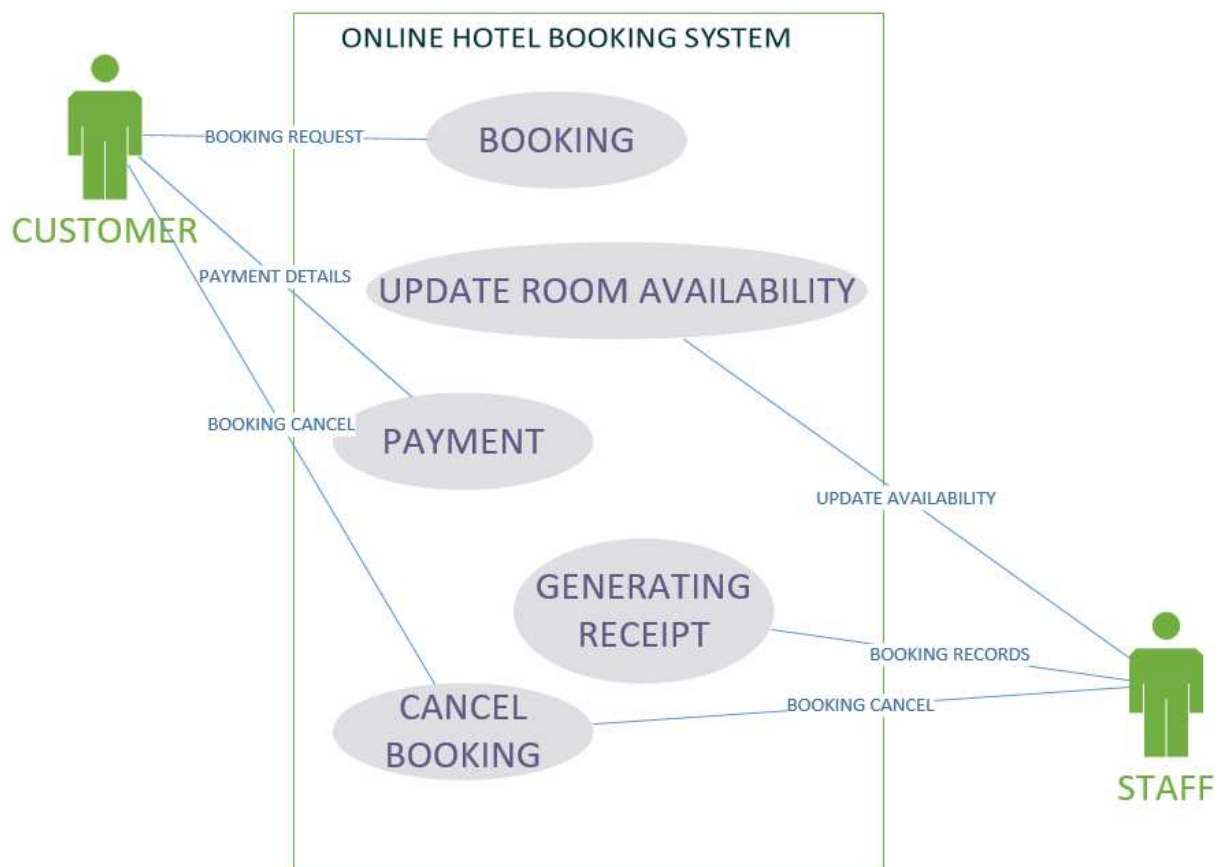 ONLINE HOTEL BOOKING SYSTEM
BOOKING REQUEST
BOOKING
CUSTOMER
PAYMENT DETAILS
UPDATE ROOM AVAILABILITY
BOOKING CANCEL
PAYMENT
UPDATE AVAILABILITY
GENERATING
RECEIPT
BOOKING RECORDS
CANCEL
BOOKING
BOOKING CANCEL
STAFF